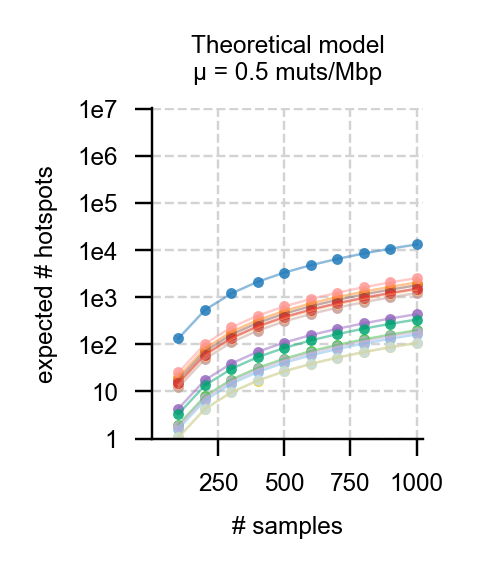 Theoretical model
μ = 0.5 muts/Mbp
expected # hotspots
1e7
1e6
1e5
1e4
1e3
1e2
10
1
250 500 750 1000
# samples